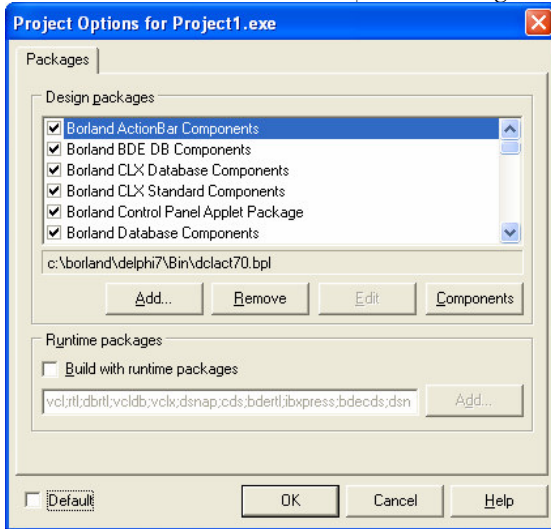 Project Options for Project1.exe
Packages
Design packages
Borland ActionBar Components
Borland BDE DB Components
Borland CLX Database Components
Borland CLX Standard Components
Borland Control Panel Applet Package
Borland Database Components
c:\borland\delphi7\Bin\dclact70.bpl
Add... Remove Edit Components
Runtime packages
Build with runtime packages
vcl;rtl;dbrtl;vcldb;vclx;dsnap;cds;bdertl;ibxpress;bdecds;dsn Add...
Default OK Cancel Help